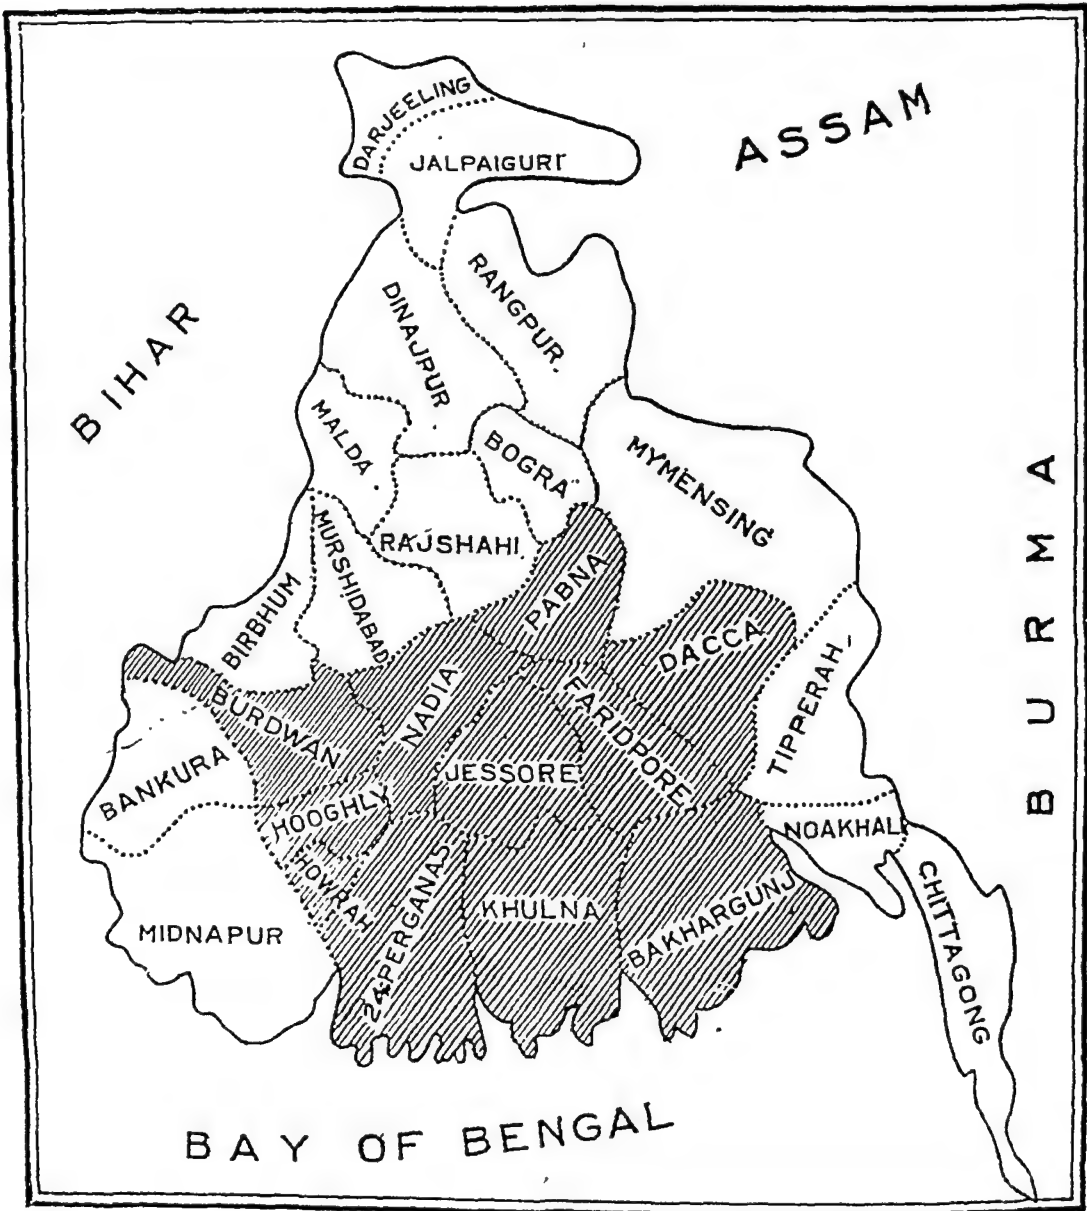 DARJEELING
JALPAIGURI
ASSAM
BIHAR
DINAJPUR
RANGPUR.
MALDA.
BOGRA
MYMENSING
BURMA
RAJSHAHI.
MURSHIDABAD
BIRBHUM
PABNA
DACCA
BURDWAN
NADIA
FARIDPORE
TIPPERAH
BANKURA
JESSORE
HOOGHLY
NOAKHALI
HOWRAH
24.PERGANAS
KHULNA
BAKHARGUNJ
MIDNAPUR
CHITTAGONG
BAY OF BENGAL